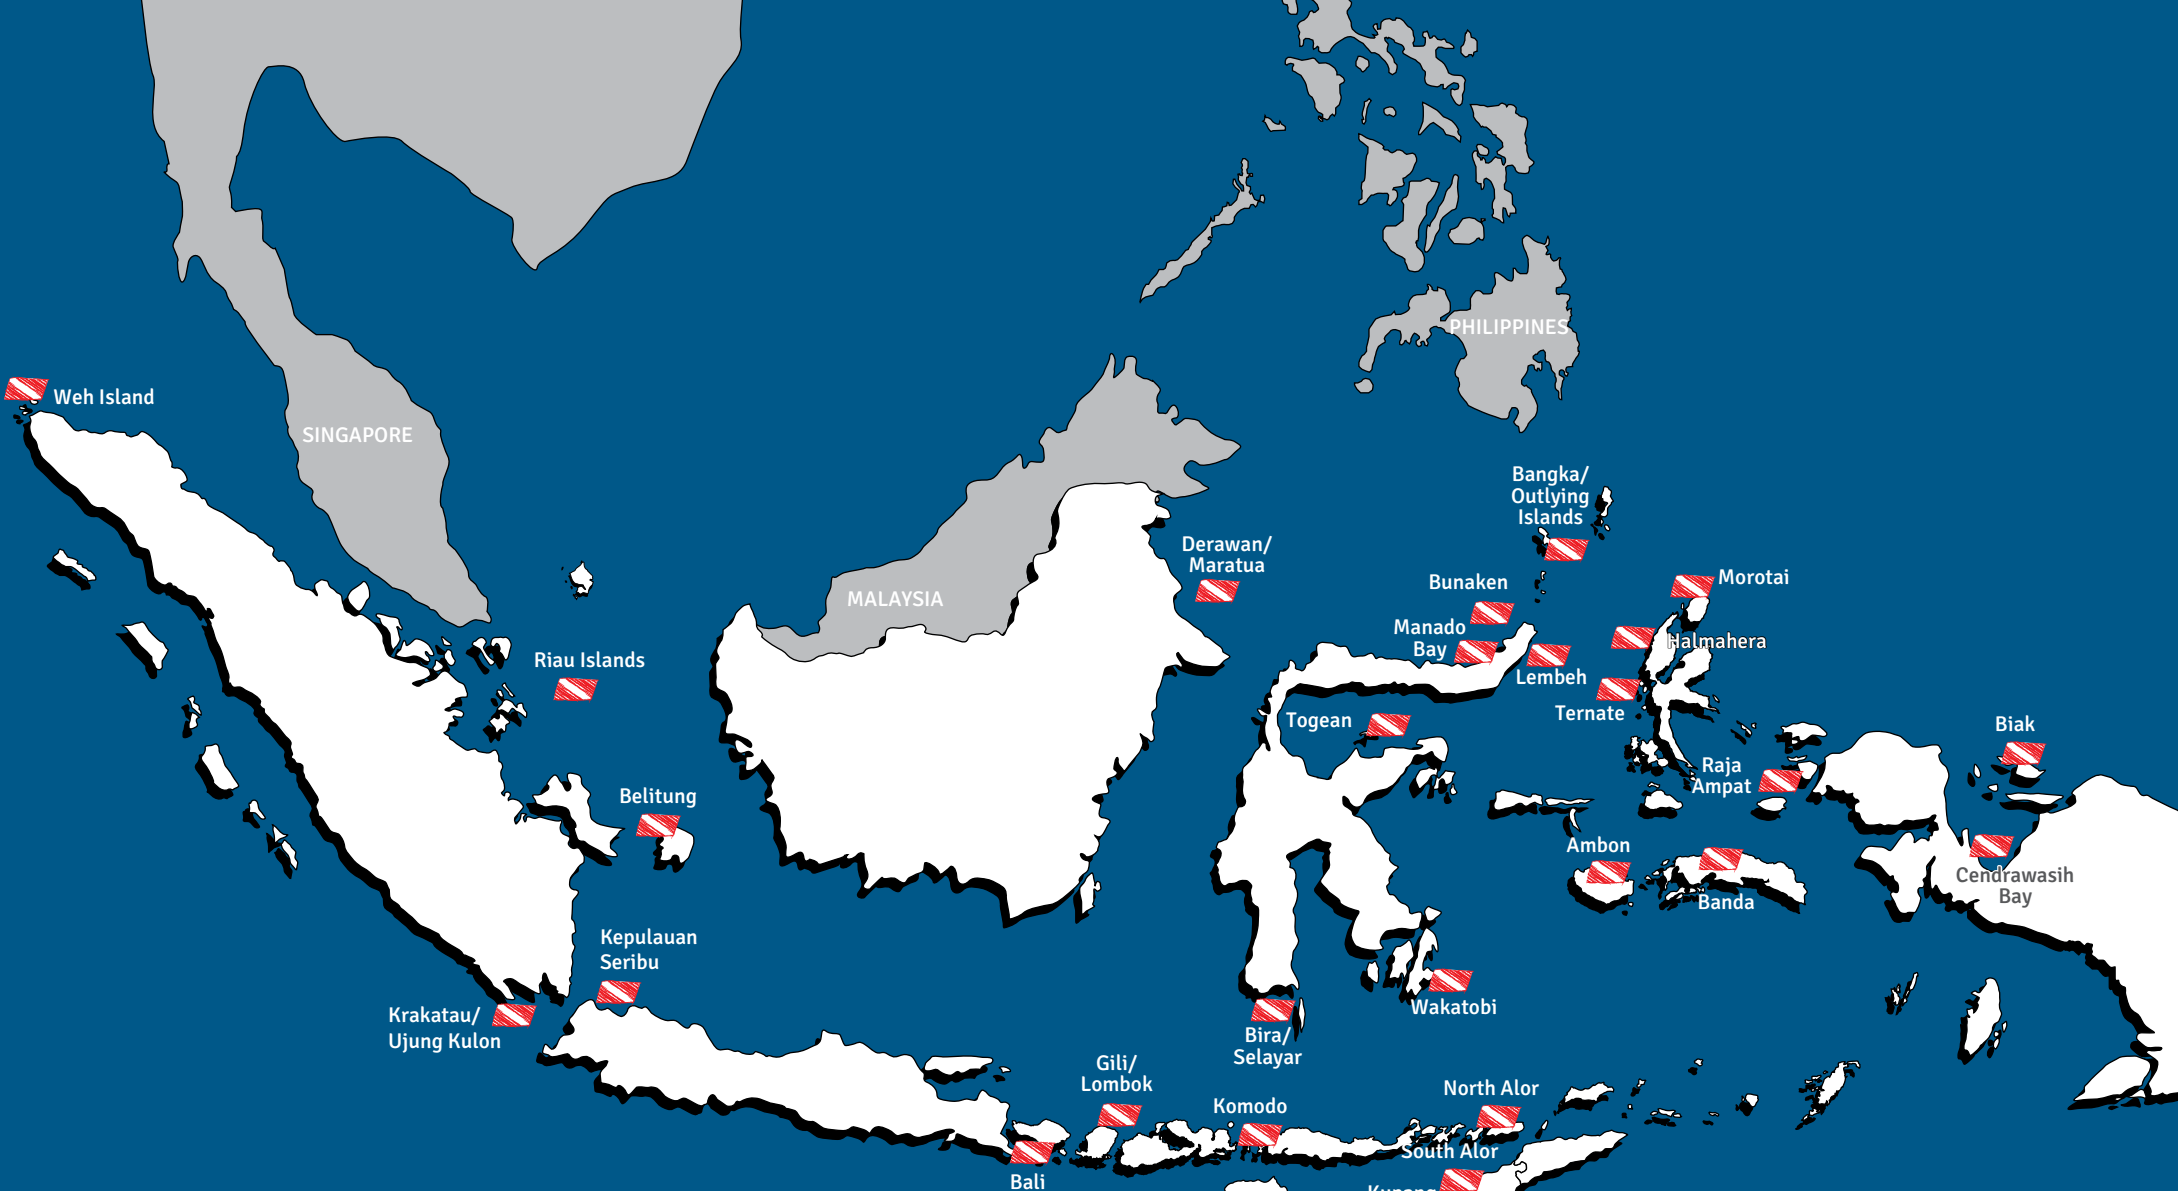 Weh Island
SINGAPORE
PHILIPPINES
MALAYSIA
Bangka/
Outlying
Islands
Derawan/
Maratua
Bunaken
Morotai
Manado
Bay
Halmahera
Lembeh
Riau Islands
Togean
Ternate
Biak
Raja
Ampat
Belitung
Ambon
Cendrawasih
Bay
Banda
Kepulauan
Seribu
Krakatau/
Ujung Kulon
Wakatobi
Bira/
Selayar
Gili/
Lombok
North Alor
Komodo
South Alor
Bali
Kupang